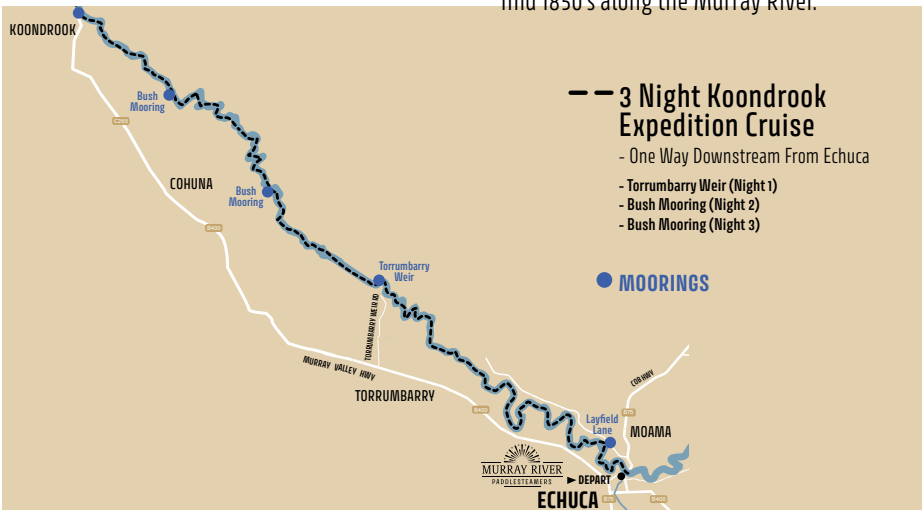 mid 1850's along the Murray River.
KOONDROOK
Bush
Mooring
C262
3 Night Koondrook
Expedition Cruise
- One Way Downstream From Echuca
- Torrumbarry Weir (Night 1)
- Bush Mooring (Night 2)
- Bush Mooring (Night 3)
COHUNA
Bush
Mooring
B400
Torrumbarry
Weir
MOORINGS
TORRUMBARRY WEIR RD
MURRAY VALLEY HWY
TORRUMBARRY
COBB HWY
B400
B75
Layfield
Lane
MOAMA
MURRAY RIVER
PADDLESTEAMERS
DEPART
ECHUCA
B75
B400